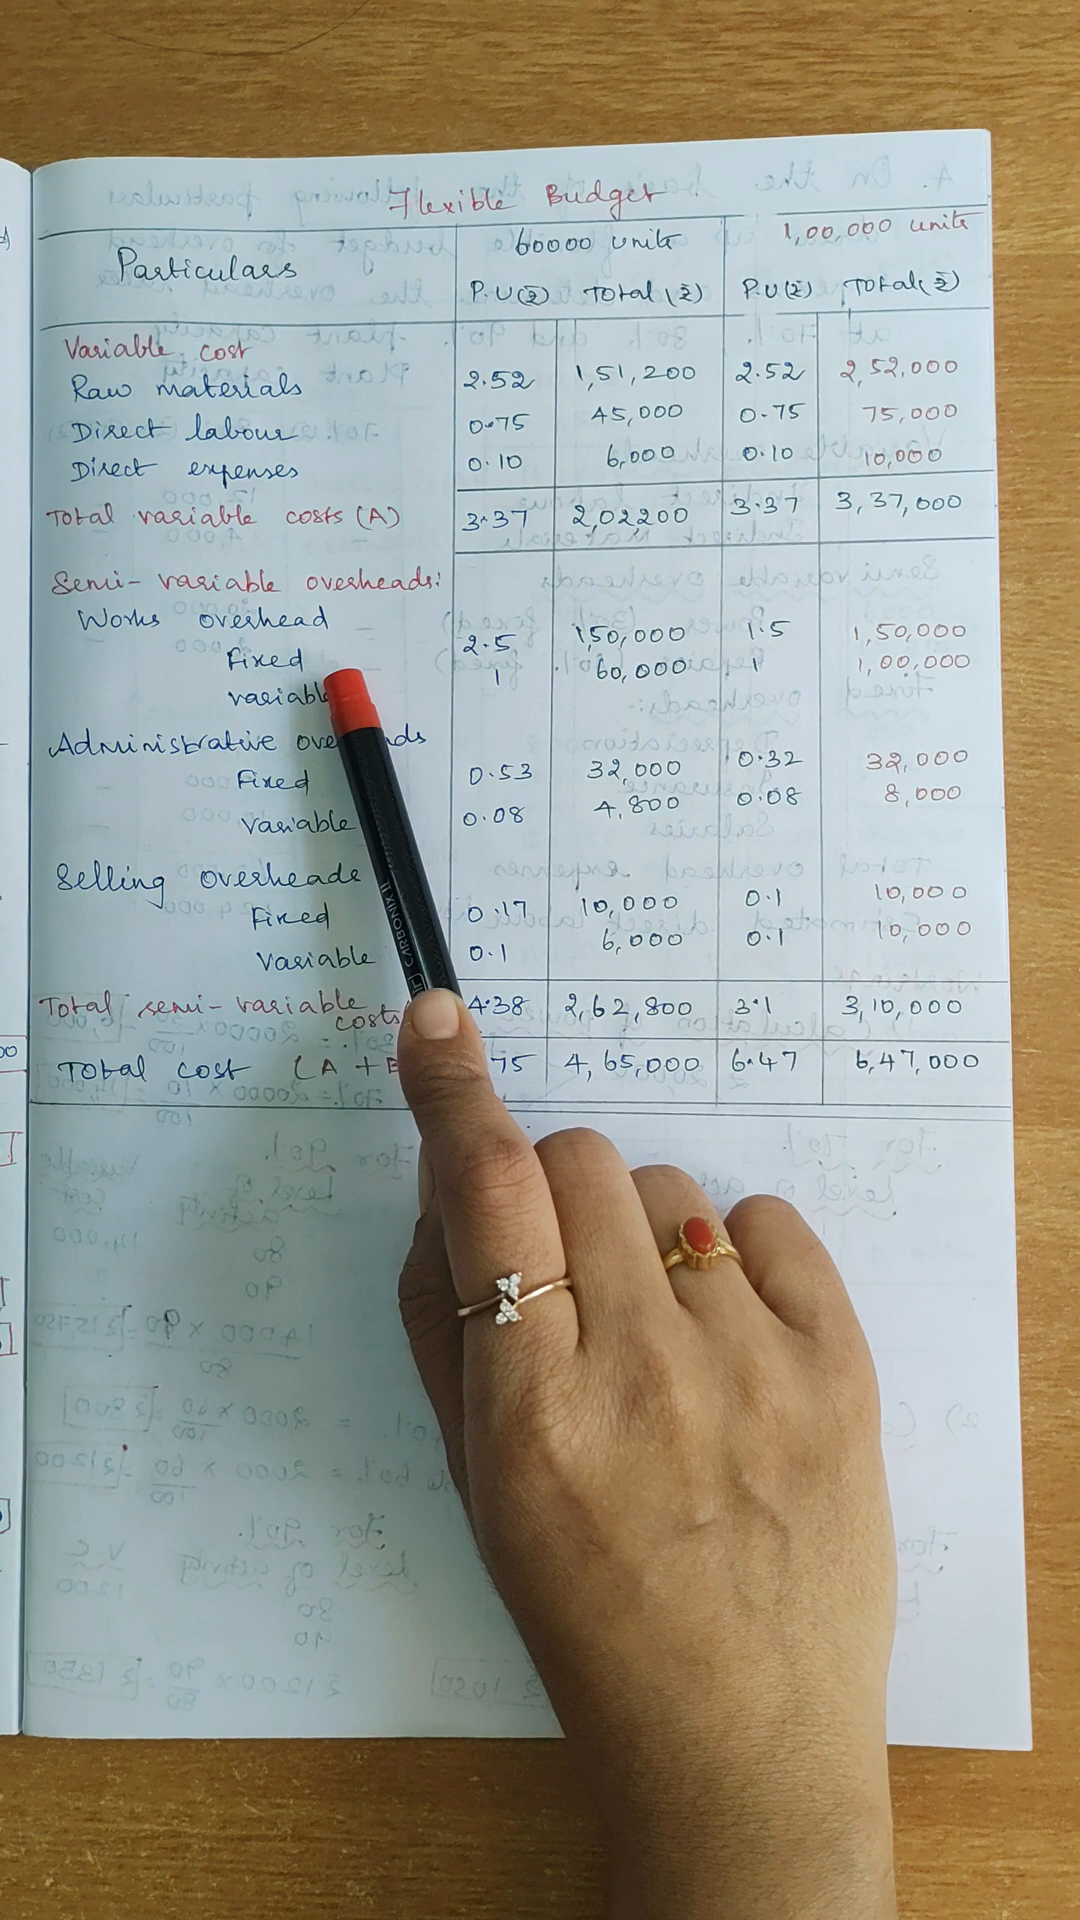 Flexible Budget
Particulars 60000 units 1,00,000 units
P.U(₹) Total(₹) P.U(₹) Total(₹)
Variable cost
Raw materials 2.52 1,51,200 2.52 2,52,000
Direct labour 0.75 45,000 0.75 75,000
Direct expenses 0.10 6,000 0.10 10,000
Total variable costs (A) 3.37 2,02,200 3.37 3,37,000
Semi-variable overheads:
Works overhead
Fixed 2.5 1,50,000 1.5 1,50,000
variable 1 60,000 1 1,00,000
Administrative
Fixed 0.53 32,000 0.32 32,000
Variable 0.08 4,800 0.08 8,000
Selling overheads
Fixed 0.17 10,000 0.1 10,000
Variable 0.1 6,000 0.1 10,000
Total semi-variable costs 4.38 2,62,800 3.1 3,10,000
Total cost (A + 75 4,65,000 6.47 6,47,000
CARBONIX II